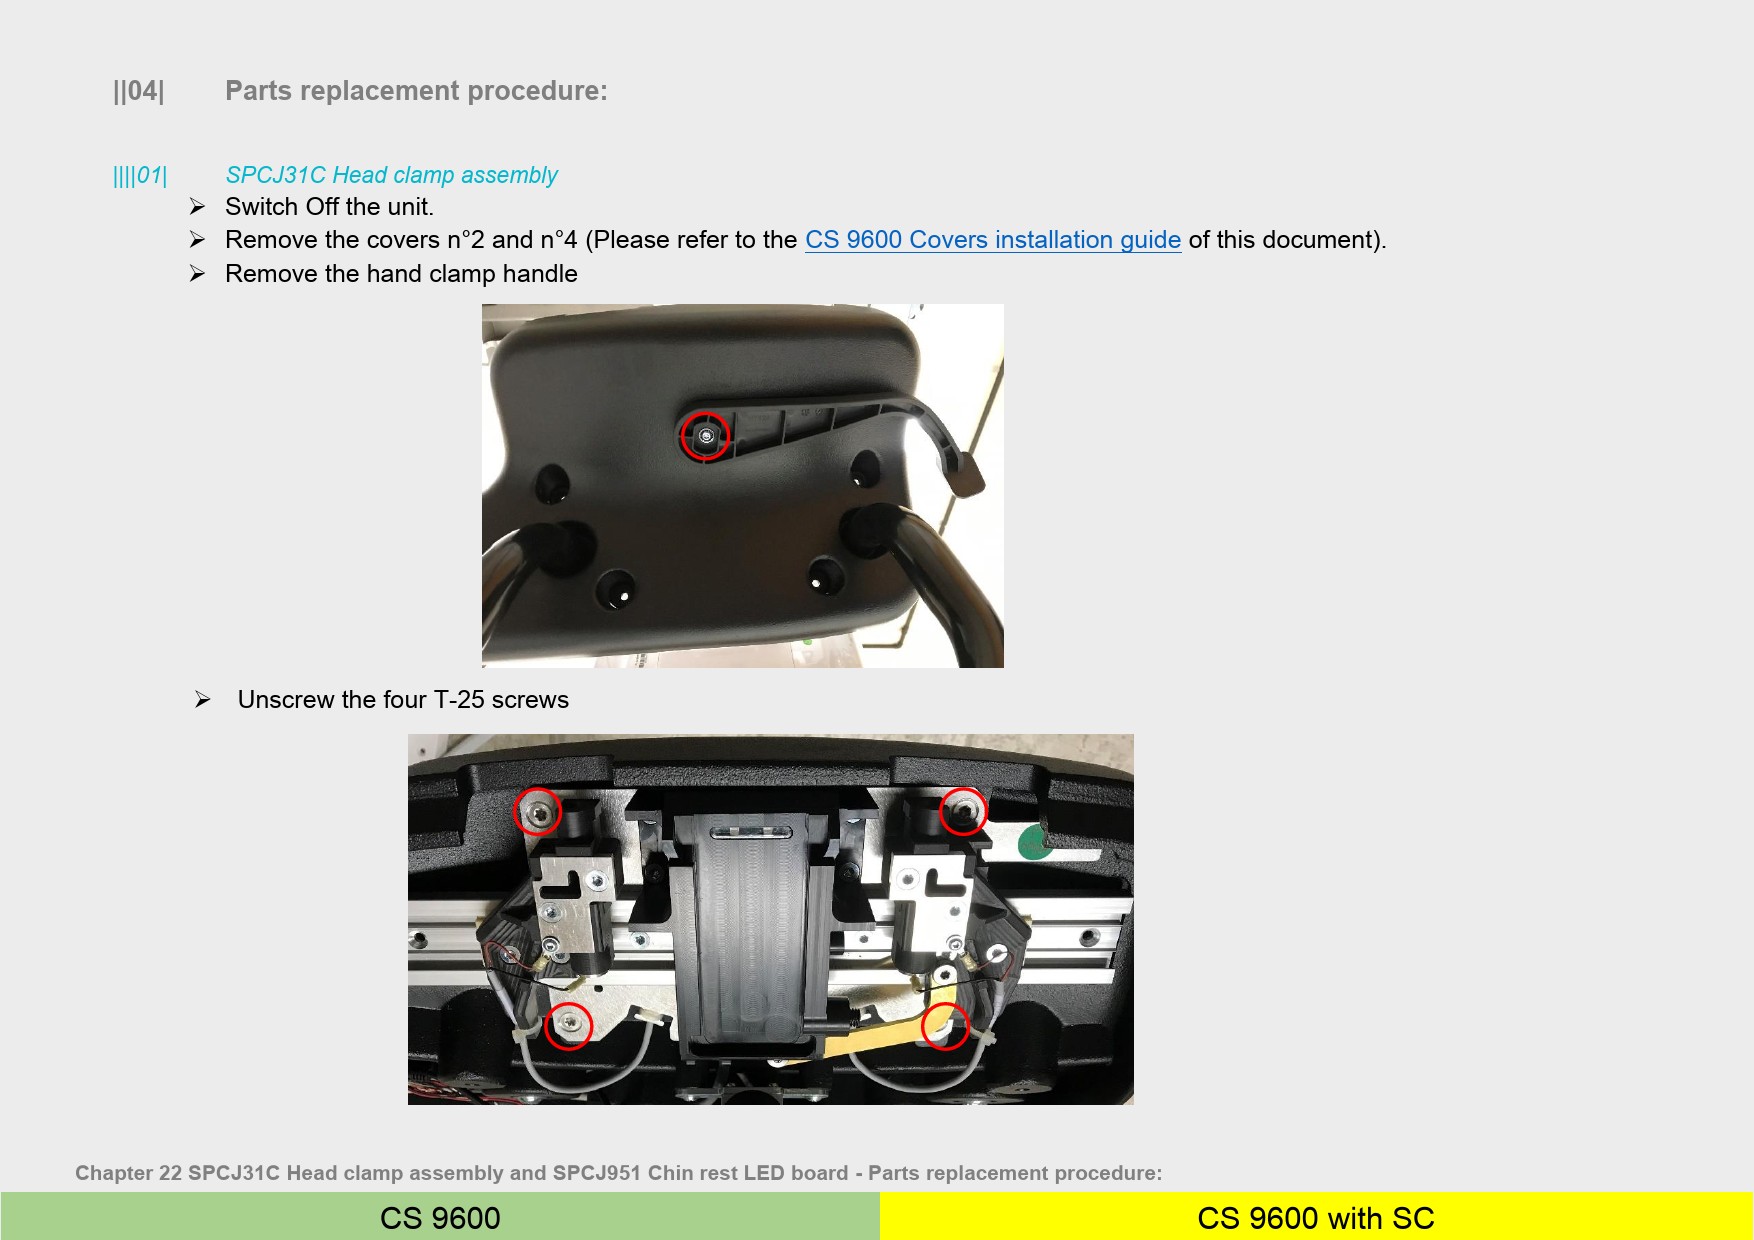 ||04| Parts replacement procedure:
||||01| SPCJ31C Head clamp assembly
➢ Switch Off the unit.
➢ Remove the covers n°2 and n°4 (Please refer to the CS 9600 Covers installation guide of this document).
➢ Remove the hand clamp handle
➢ Unscrew the four T-25 screws
Chapter 22 SPCJ31C Head clamp assembly and SPCJ951 Chin rest LED board - Parts replacement procedure:
CS 9600
CS 9600 with SC